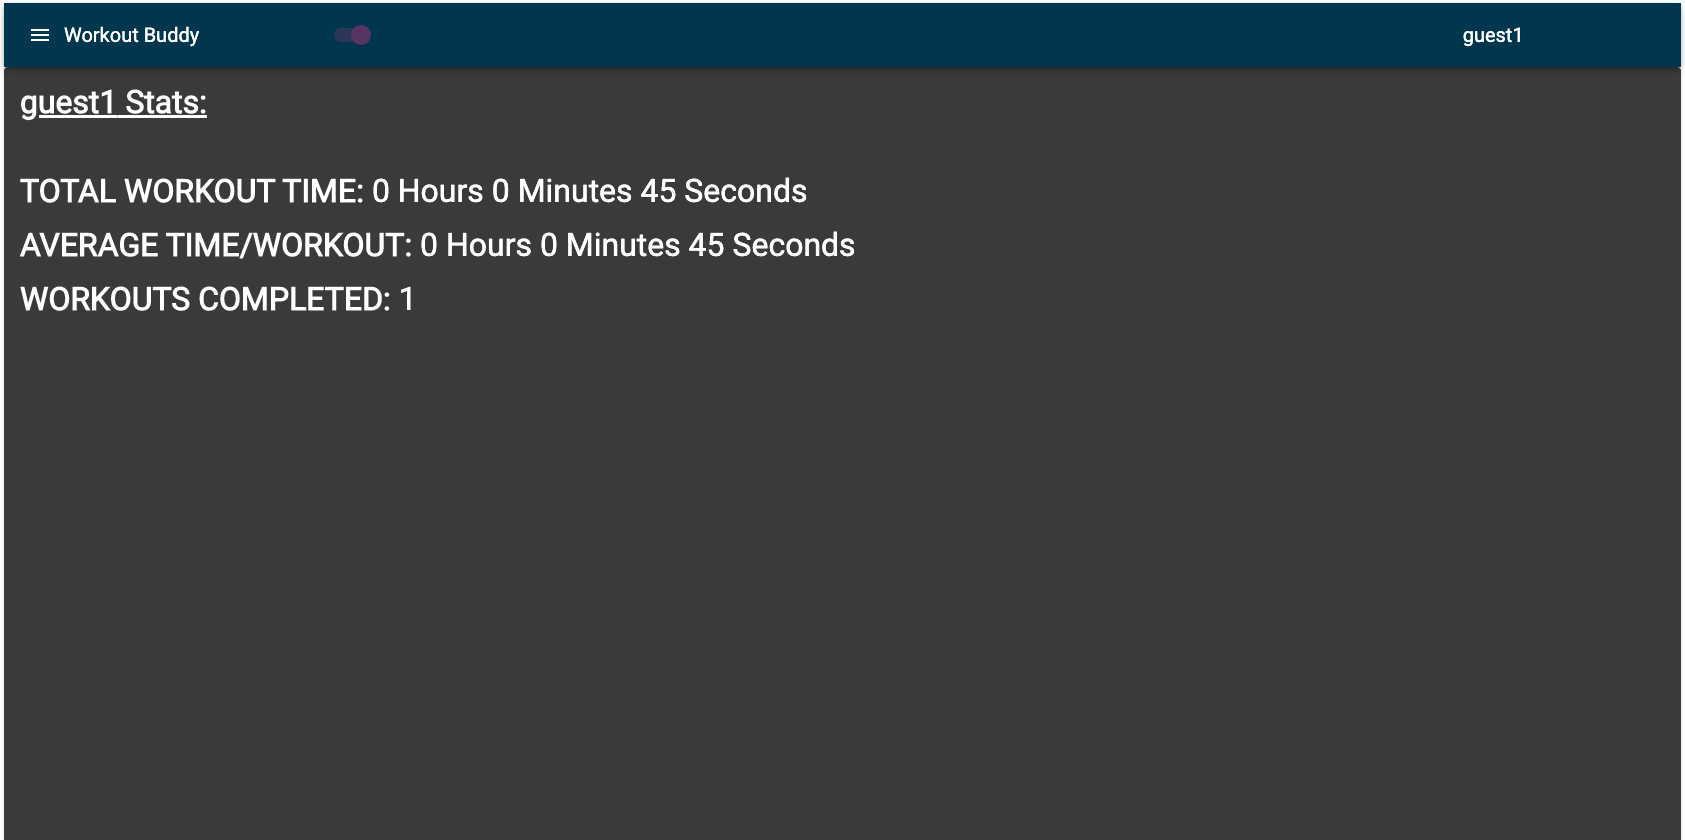 Workout Buddy
guest1
guest1 Stats:
TOTAL WORKOUT TIME: 0 Hours 0 Minutes 45 Seconds
AVERAGE TIME/WORKOUT: 0 Hours 0 Minutes 45 Seconds
WORKOUTS COMPLETED: 1